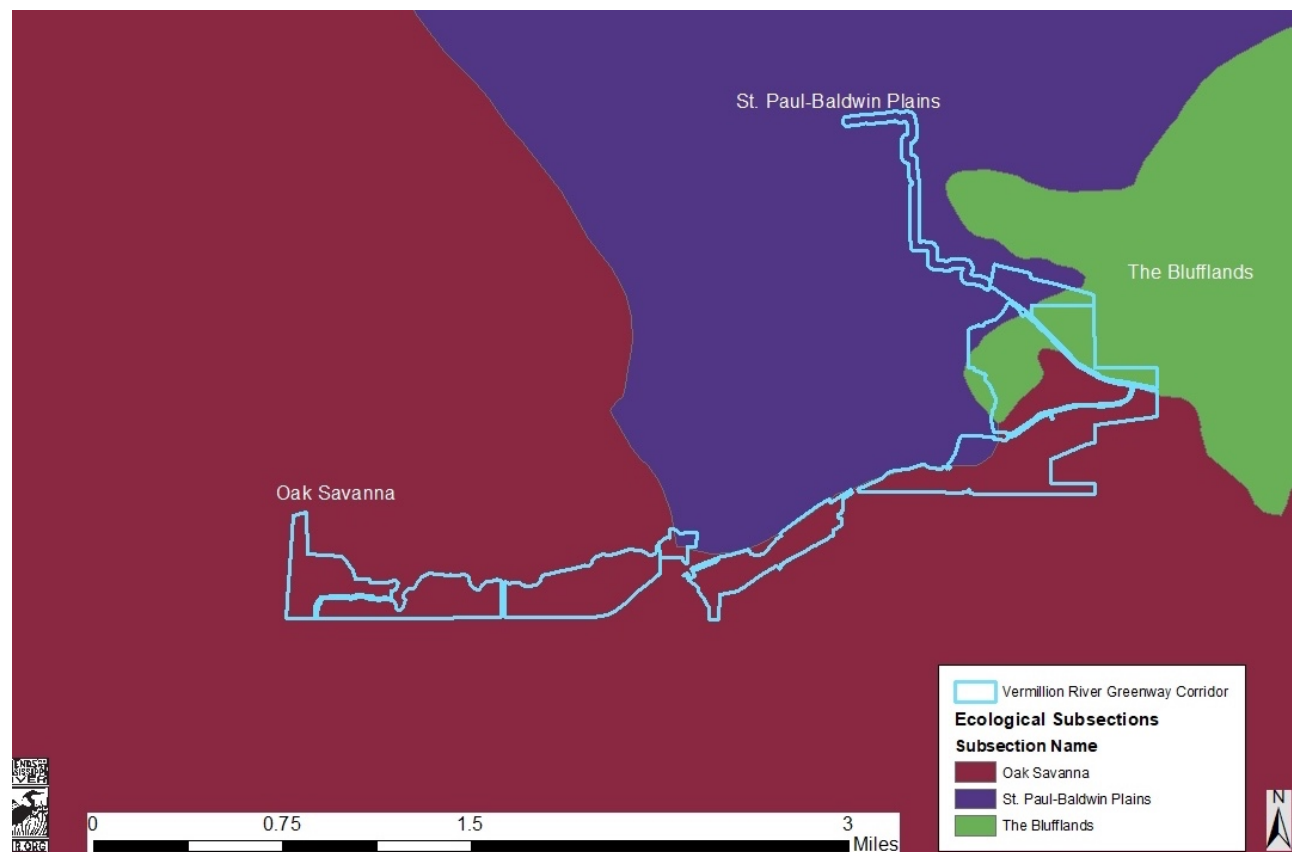 St. Paul-Baldwin Plains
The Blufflands
Oak Savanna
Vermillion River Greenway Corridor
Ecological Subsections
Subsection Name
Oak Savanna
St. Paul-Baldwin Plains
The Blufflands
0 0.75 1.5 3
Miles
N
R.ORG